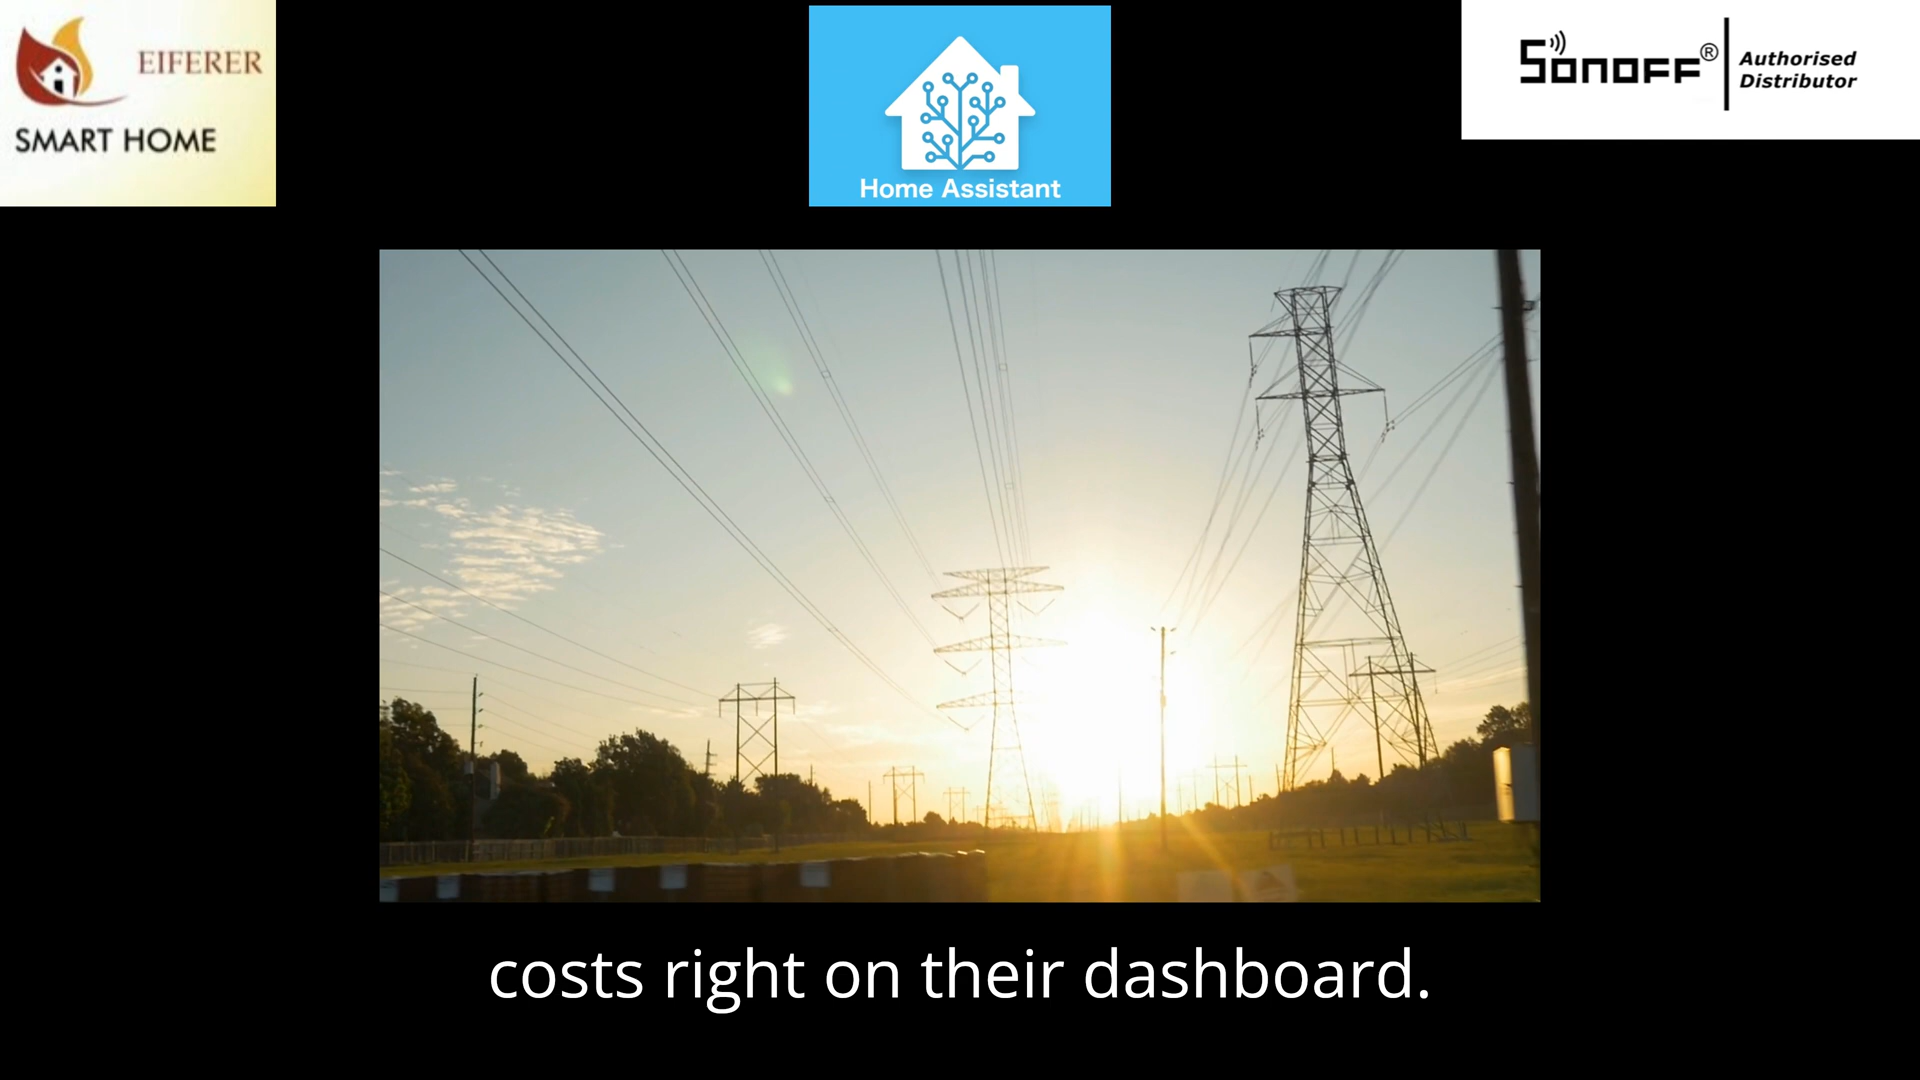 EIFERER
SMART HOME
Home Assistant
SONOFF®
Authorised
Distributor
costs right on their dashboard.